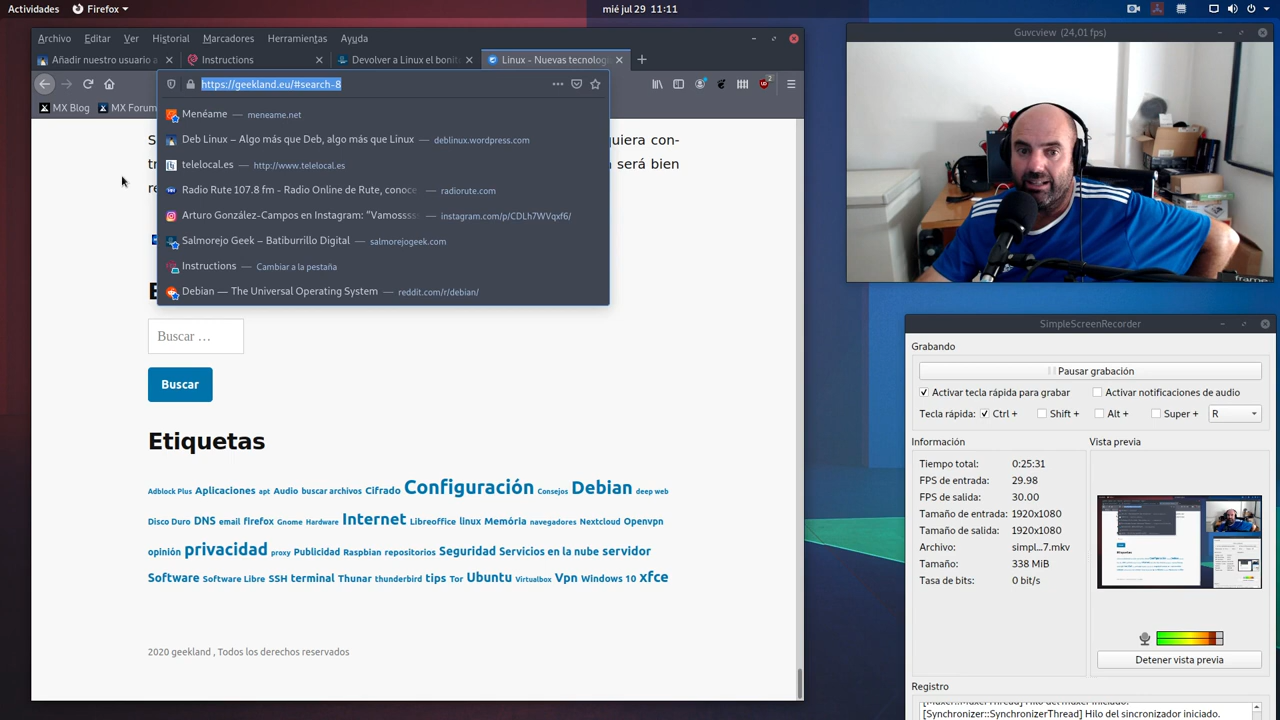 Actividades
Firefox
mié jul 29 11:11
Archivo Editar Ver Historial Marcadores Herramientas Ayuda
Añadir nuestro usuario
Instructions
Devolver a Linux el bonit
Linux - Nuevas tecnolog
https://geekland.eu/#search-8
MX Blog
MX Forum
Menéame — meneame.net
Deb Linux – Algo más que Deb, algo más que Linux — deblinux.wordpress.com
telelocal.es — http://www.telelocal.es
Radio Rute 107.8 fm - Radio Online de Rute, conoce — radiorute.com
Arturo González-Campos en Instagram: "Vamossss — instagram.com/p/CDLh7WVqxf6/
Salmorejo Geek – Batiburrillo Digital — salmorejogeek.com
Instructions — Cambiar a la pestaña
Debian — The Universal Operating System — reddit.com/r/debian/
quiera con-
será bien
Buscar …
Buscar
Etiquetas
Adblock Plus Aplicaciones apt Audio buscar archivos Cifrado Configuración Consejos Debian deep web
Disco Duro DNS email firefox Gnome Hardware Internet Libreoffice linux Memória navegadores Nextcloud Openvpn
opinión privacidad proxy Publicidad Raspbian repositorios Seguridad Servicios en la nube servidor
Software Software Libre SSH terminal Thunar thunderbird tips Tor Ubuntu Virtualbox Vpn Windows 10 xfce
2020 geekland , Todos los derechos reservados
Guvcview (24,01 fps)
frame
SimpleScreenRecorder
Grabando
Pausar grabación
Activar tecla rápida para grabar
Activar notificaciones de audio
Tecla rápida: Ctrl + Shift + Alt + Super + R
Información
Tiempo total: 0:25:31
FPS de entrada: 29.98
FPS de salida: 30.00
Tamaño de entrada: 1920x1080
Tamaño de salida: 1920x1080
Archivo: simpl...7.mkv
Tamaño: 338 MiB
Tasa de bits: 0 bit/s
Vista previa
Detener vista previa
Registro
[Muxer::MuxerThread] Hilo del muxer iniciado.
[Synchronizer::SynchronizerThread] Hilo del sincronizador iniciado.